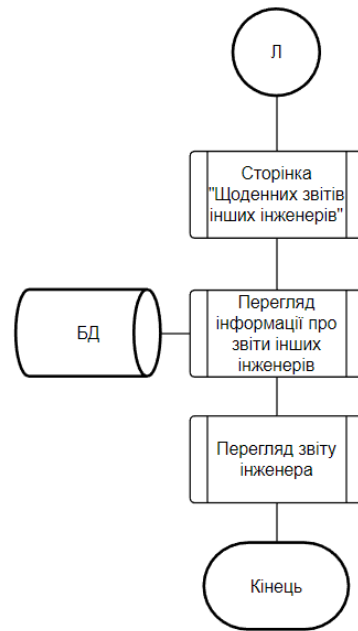 Л
Сторінка
"Щоденних звітів
інших інженерів"
БД
Перегляд
інформації про
звіти інших
інженерів
Перегляд звіту
інженера
Кінець